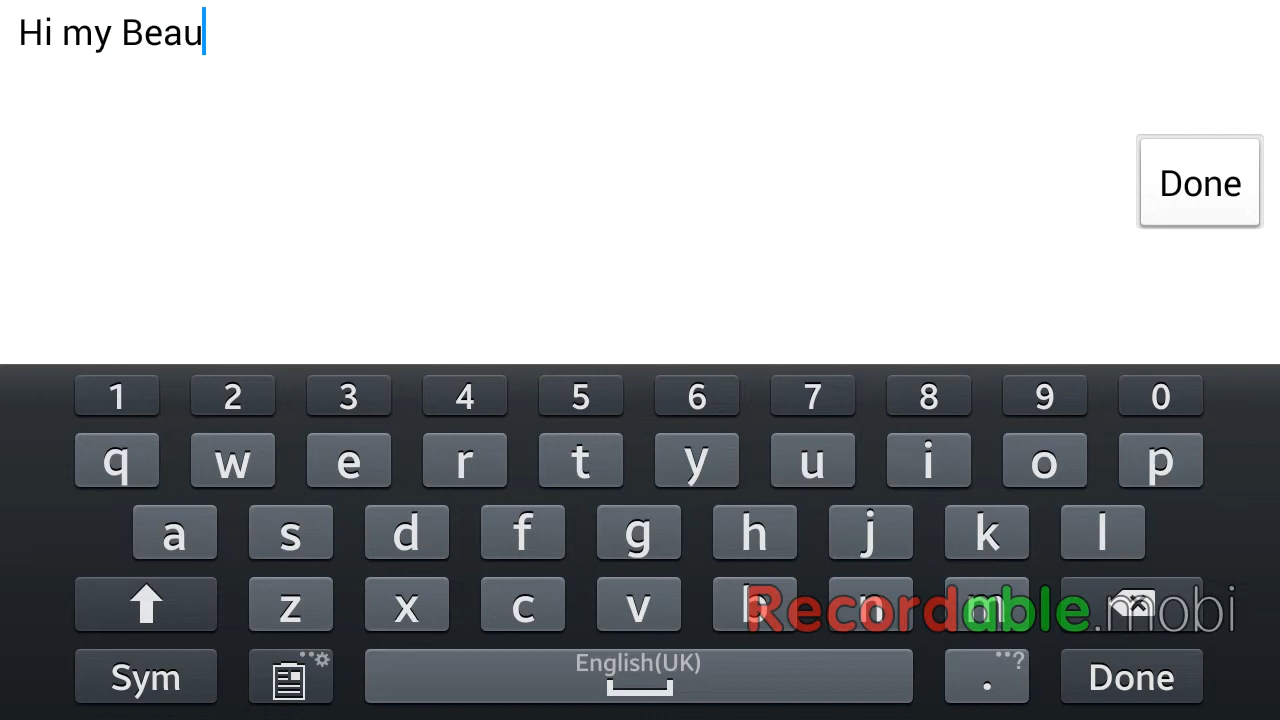 Hi my Beau
Done
1 2 3 4 5 6 7 8 9 0
q w e r t y u i o p
a s d f g h j k l
z x c v b n m
Recordable.mobi
English(UK)
Sym . ? Done